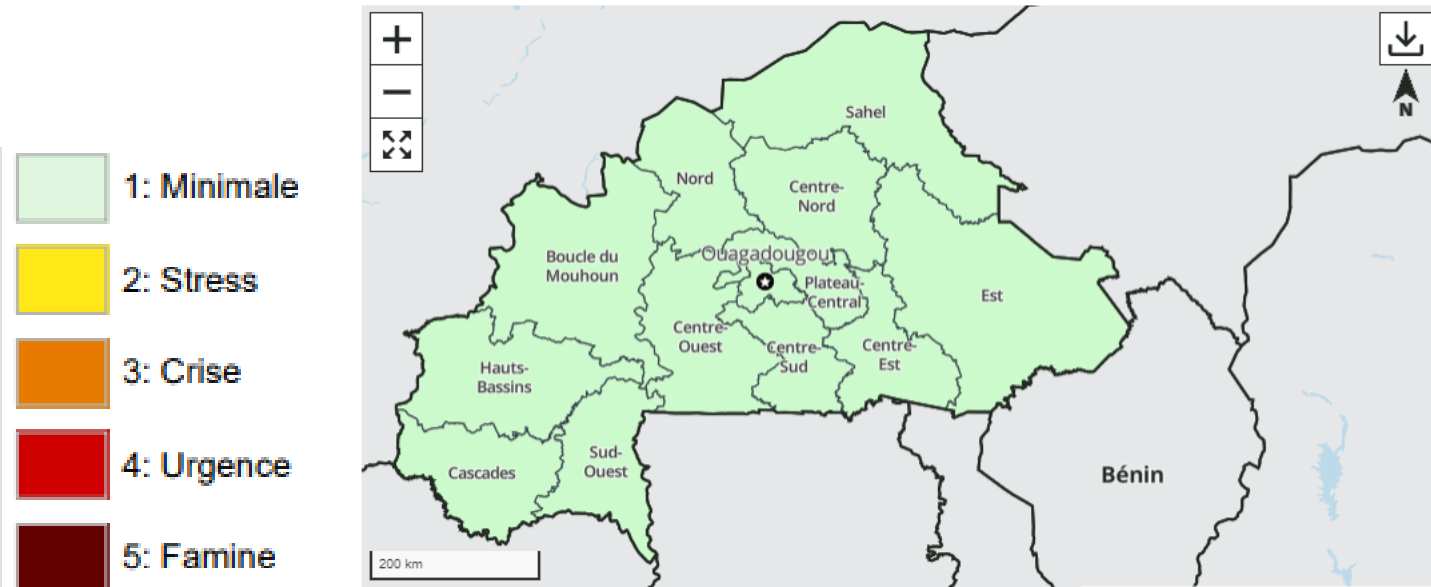 1: Minimale
2: Stress
3: Crise
4: Urgence
5: Famine
+
−
N
Sahel
Nord
Centre-
Nord
Boucle du
Mouhoun
Ouagadougou
Plateau-
Central
Est
Centre-
Ouest
Centre-
Sud
Centre-
Est
Hauts-
Bassins
Cascades
Sud-
Ouest
Bénin
200 km